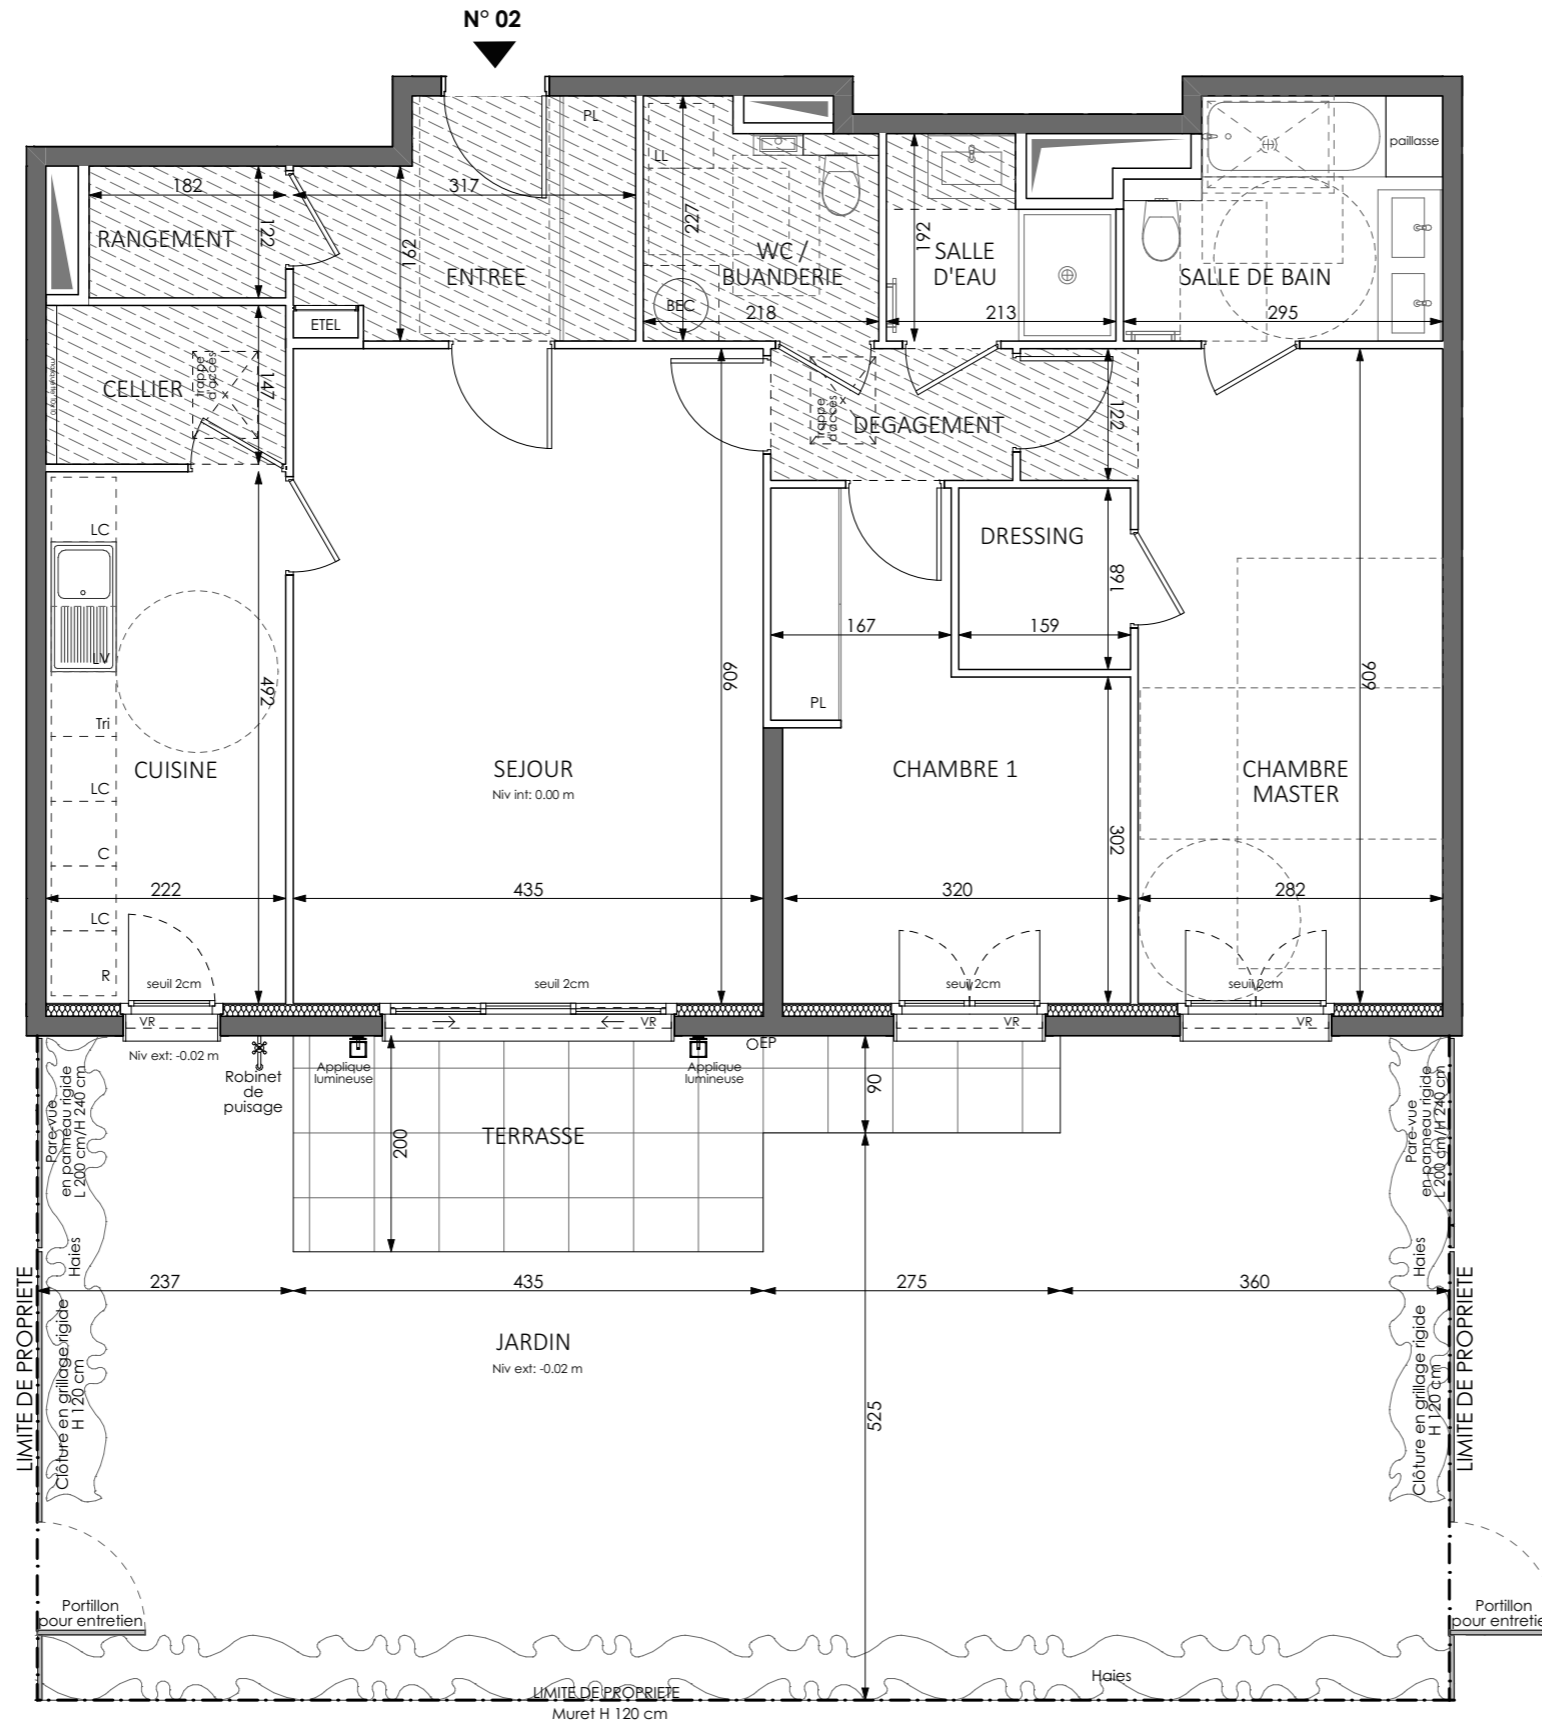 N° 02
PL
LL
paillasse
182
317
122
162
227
192
RANGEMENT
ENTREE
WC /
BUANDERIE
SALLE
D'EAU
SALLE DE BAIN
BEC
218
213
295
ETEL
CELLIER
trappe
d'accès
147
trappe
d'accès
DEGAGEMENT
122
LC
DRESSING
168
167
159
LV
492
606
606
PL
Tri
CUISINE
SEJOUR
Niv int: 0.00 m
CHAMBRE 1
CHAMBRE
MASTER
LC
C
302
222
435
320
282
LC
R
seuil 2cm
seuil 2cm
seuil 2cm
seuil 2cm
VR
VR
VR
VR
Niv ext: -0.02 m
Robinet
de
puisage
Applique
lumineuse
Applique
lumineuse
EP
90
Pare-vue
en panneau rigide
L 200 cm/H 240 cm
Pare-vue
en panneau rigide
L 200 cm/H 240 cm
TERRASSE
200
Haies
Haies
237
435
275
360
LIMITE DE PROPRIETE
Clôture en grillage rigide
H 120 cm
JARDIN
Niv ext: -0.02 m
525
Clôture en grillage rigide
H 120 cm
LIMITE DE PROPRIETE
Portillon
pour entretien
Portillon
pour entretie
Haies
LIMITE DE PROPRIETE
Muret H 120 cm